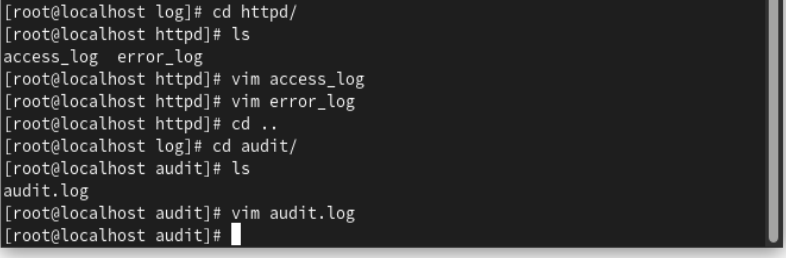 [root@localhost log]# cd httpd/
[root@localhost httpd]# ls
access_log  error_log
[root@localhost httpd]# vim access_log
[root@localhost httpd]# vim error_log
[root@localhost httpd]# cd ..
[root@localhost log]# cd audit/
[root@localhost audit]# ls
audit.log
[root@localhost audit]# vim audit.log
[root@localhost audit]#